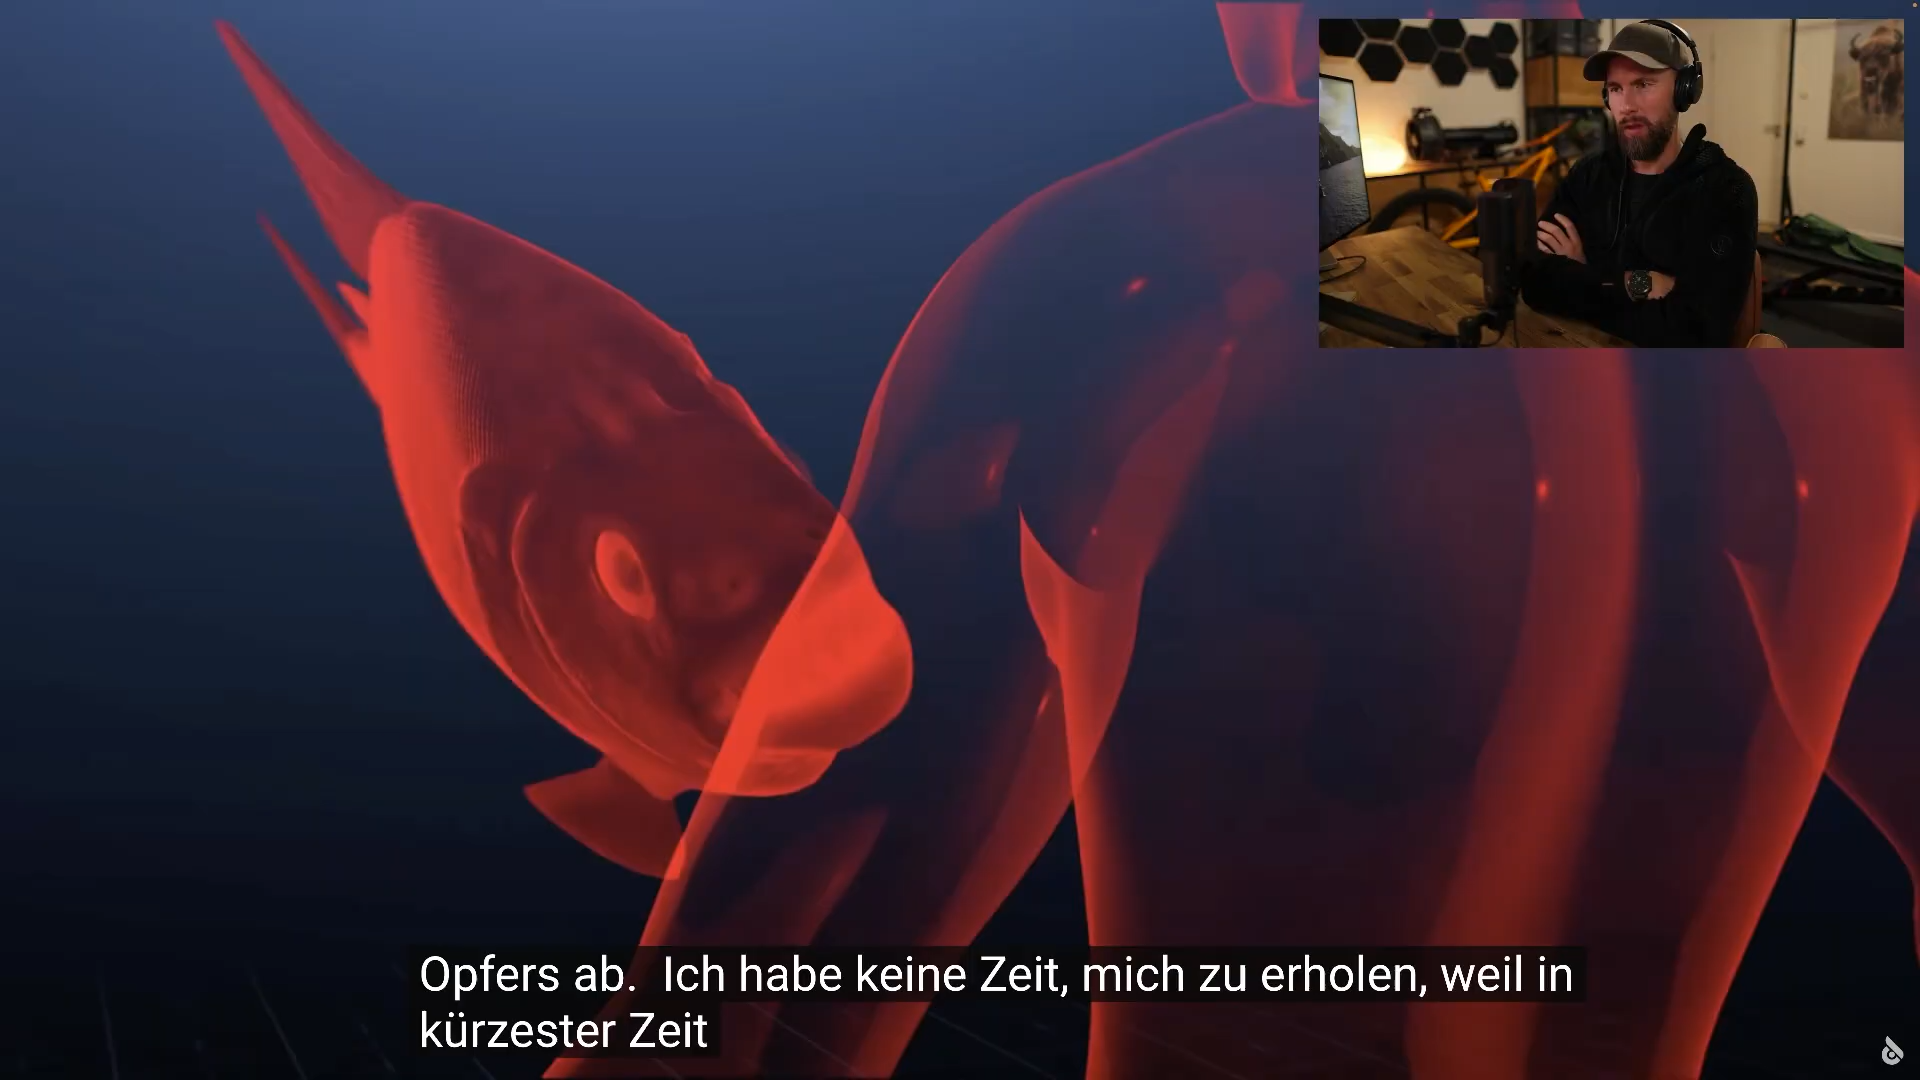 Opfers ab.  Ich habe keine Zeit, mich zu erholen, weil in
kürzester Zeit